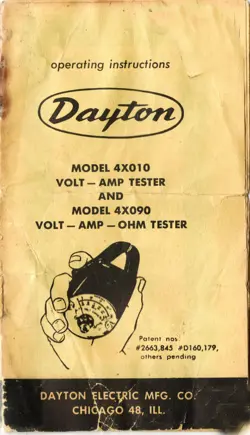 operating instructions
Dayton
MODEL 4X010
VOLT — AMP TESTER
AND
MODEL 4X090
VOLT — AMP — OHM TESTER
Patent nos.
#2663,845 #D160,179,
others pending
DAYTON ELECTRIC MFG. CO.
CHICAGO 48, ILL.